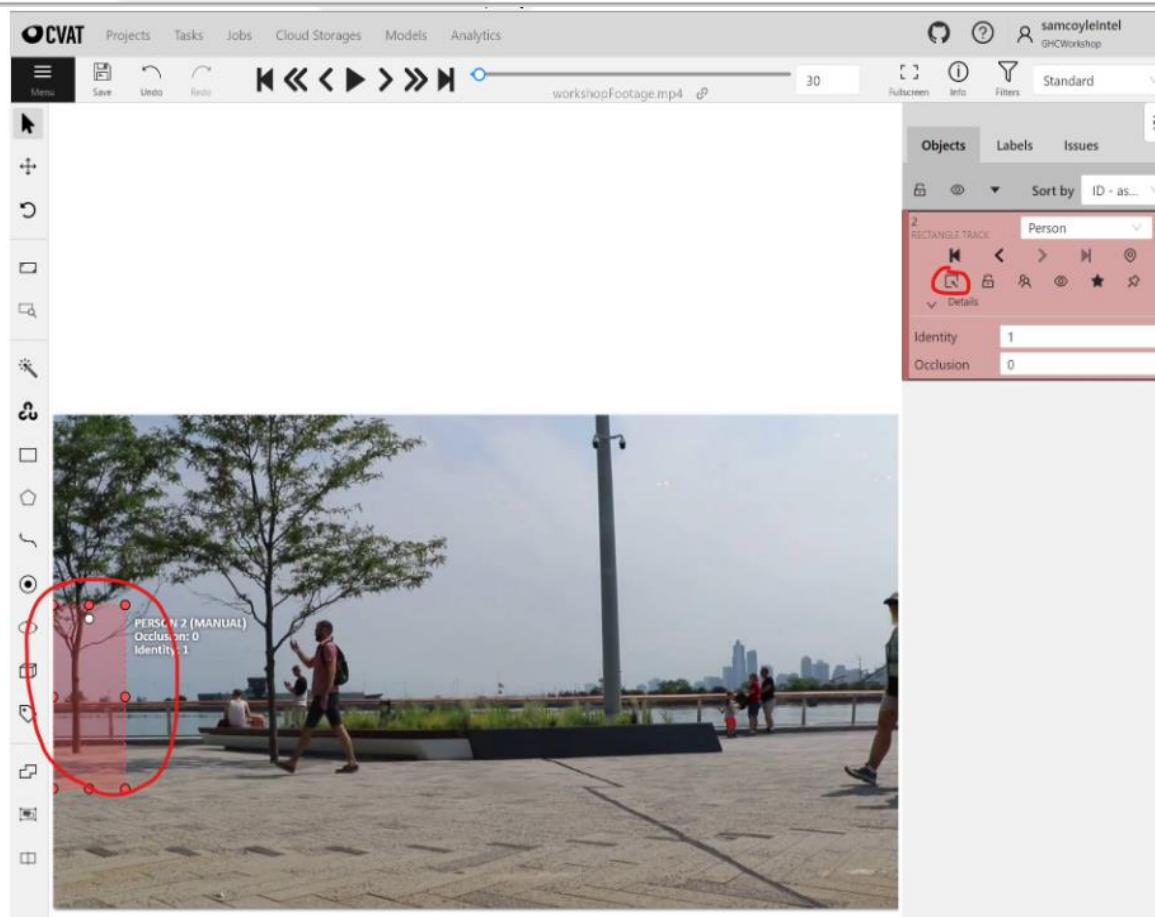 CVAT Projects Tasks Jobs Cloud Storages Models Analytics
samcoyleIntel
GHCWorkshop
Menu Save Undo Redo
workshopFootage.mp4
30
Fullscreen Info Filters
Standard
Objects Labels Issues
Sort by ID - as...
2
RECTANGLE TRACK
Person
Details
Identity 1
Occlusion 0
PERSON 2 (MANUAL)
Occlusion: 0
Identity: 1